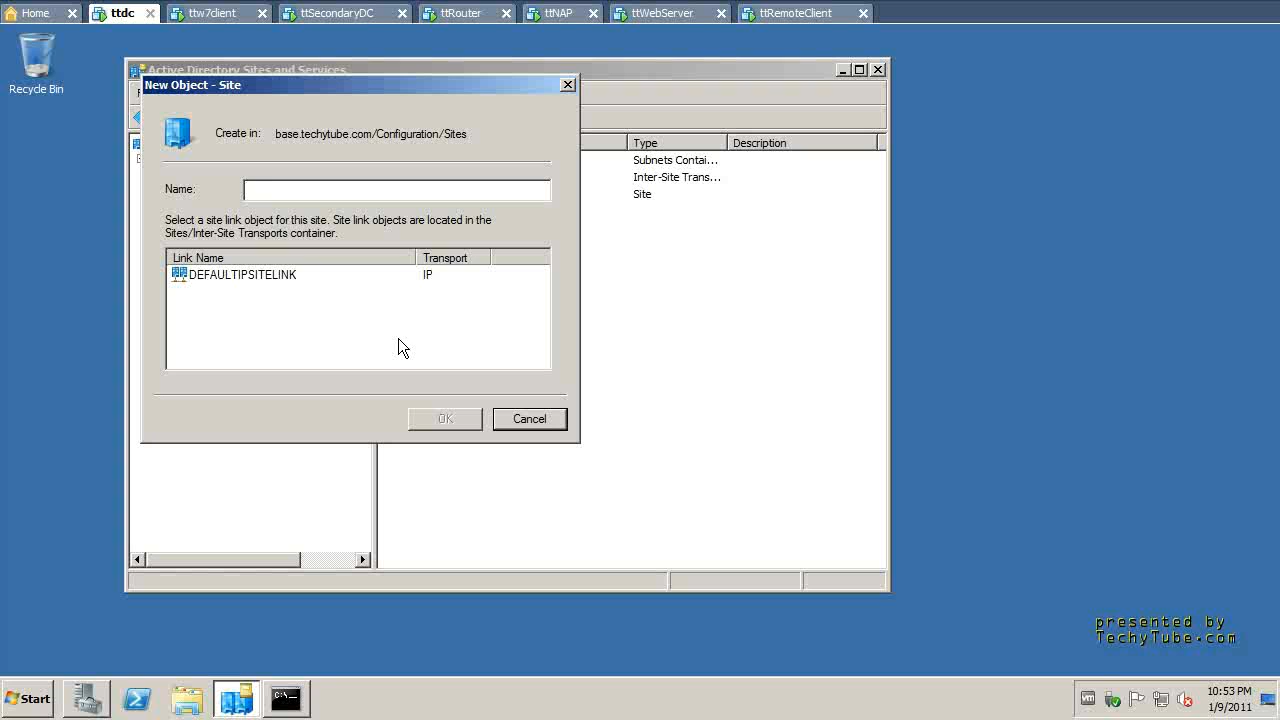 Home
ttdc
ttw7client
ttSecondaryDC
ttRouter
ttNAP
ttWebServer
ttRemoteClient
Recycle Bin
Active Directory Sites and Services
New Object - Site
Create in: base.techytube.com/Configuration/Sites
Name:
Select a site link object for this site. Site link objects are located in the
Sites/Inter-Site Transports container.
Link Name Transport
DEFAULTIPSITELINK IP
OK Cancel
Type Description
Subnets Contai...
Inter-Site Trans...
Site
presented by
TechyTube.com
Start
10:53 PM
1/9/2011